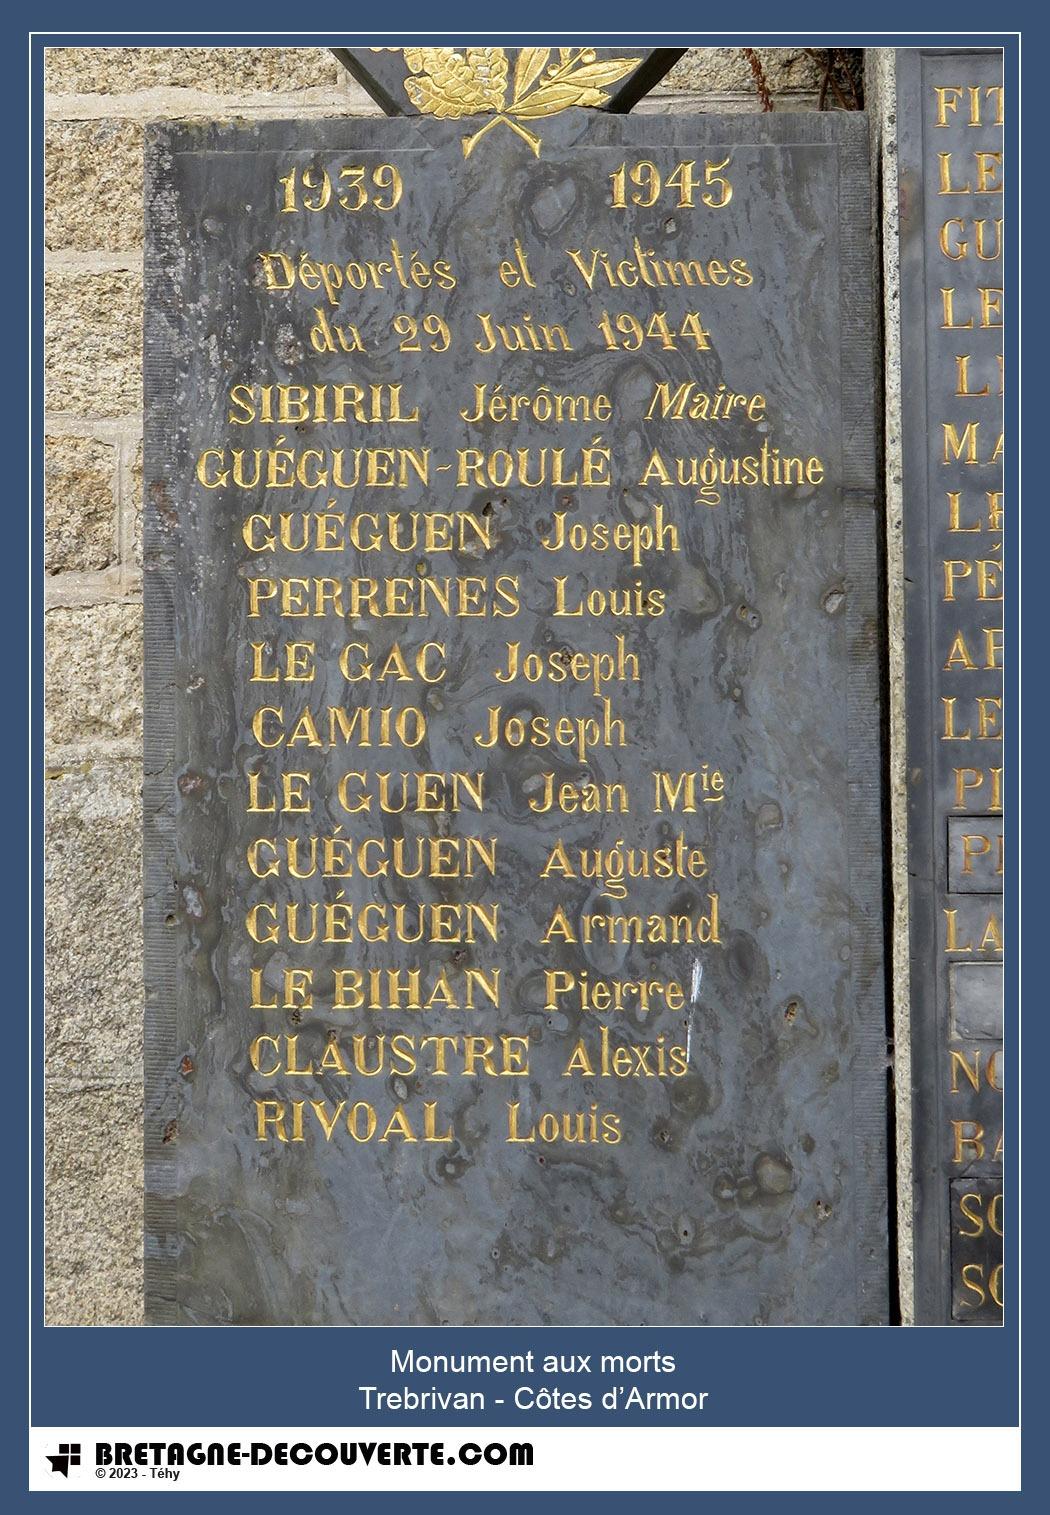 1939 1945
Déportés et Victimes
du 29 Juin 1944
SIBIRIL Jérôme Maire
GUÉGUEN-ROULÉ Augustine
GUÉGUEN Joseph
PERRENES Louis
LE GAC Joseph
CAMIO Joseph
LE GUEN Jean Mie
GUÉGUEN Auguste
GUÉGUEN Armand
LE BIHAN Pierre
CLAUSTRE Alexis
RIVOAL Louis
Monument aux morts
Trebrivan - Côtes d’Armor
BRETAGNE-DECOUVERTE.COM
© 2023 - Téhy